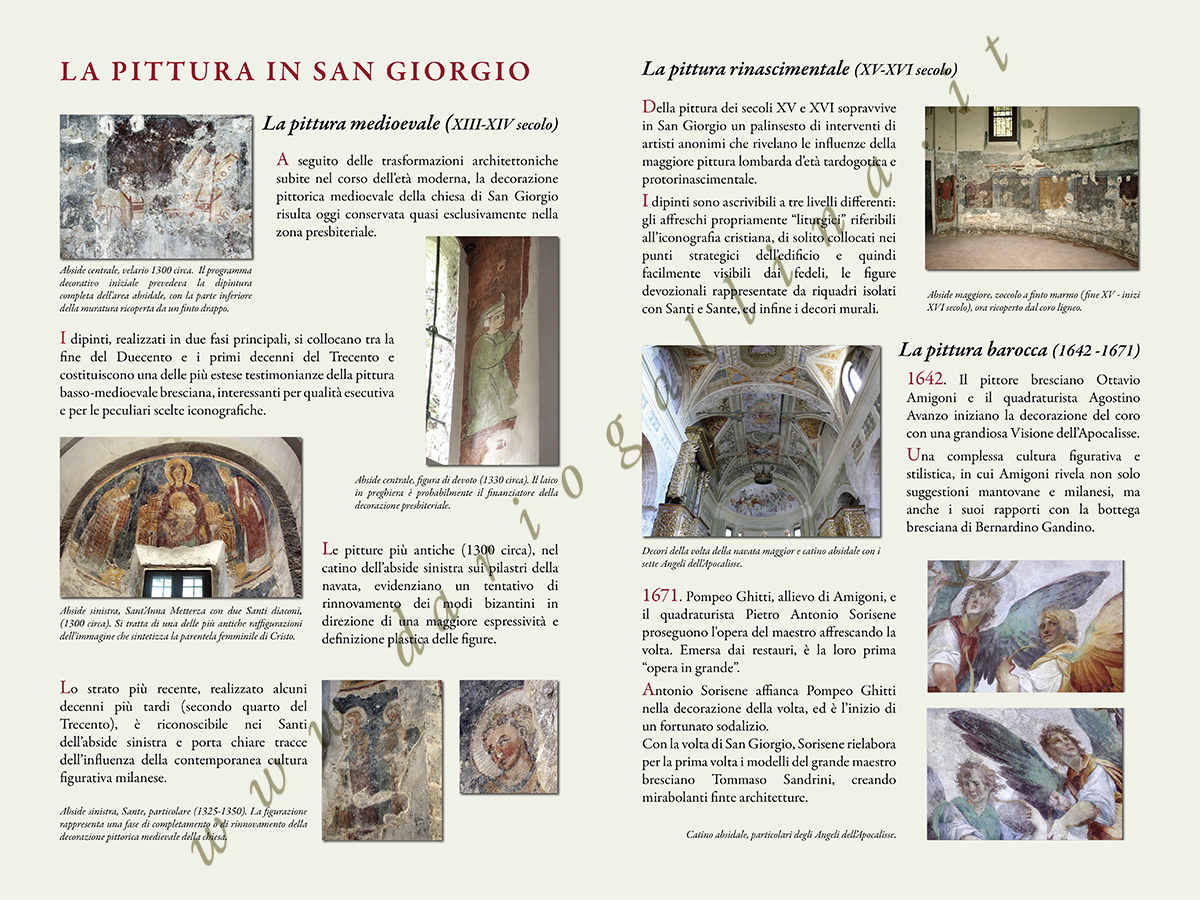 LA PITTURA IN SAN GIORGIO
La pittura medioevale (XIII-XIV secolo)
A seguito delle trasformazioni architettoniche
subite nel corso dell'età moderna, la decorazione
pittorica medioevale della chiesa di San Giorgio
risulta oggi conservata quasi esclusivamente nella
zona presbiteriale.
Abside centrale, velario 1300 circa. Il programma
decorativo iniziale prevedeva la dipintura
completa dell'area absidale, con la parte inferiore
della muratura ricoperta da un finto drappo.
I dipinti, realizzati in due fasi principali, si collocano tra la
fine del Duecento e i primi decenni del Trecento e
costituiscono una delle più estese testimonianze della pittura
basso-medioevale bresciana, interessanti per qualità esecutiva
e per le peculiari scelte iconografiche.
Abside centrale, figura di devoto (1330 circa). Il laico
in preghiera è probabilmente il finanziatore della
decorazione presbiteriale.
Abside sinistra, Sant'Anna Metterza con due Santi diaconi,
(1300 circa). Si tratta di una delle più antiche raffigurazioni
dell'immagine che sintetizza la parentela femminile di Cristo.
Le pitture più antiche (1300 circa), nel
catino dell'abside sinistra sui pilastri della
navata, evidenziano un tentativo di
rinnovamento dei modi bizantini in
direzione di una maggiore espressività e
definizione plastica delle figure.
Lo strato più recente, realizzato alcuni
decenni più tardi (secondo quarto del
Trecento), è riconoscibile nei Santi
dell'abside sinistra e porta chiare tracce
dell'influenza della contemporanea cultura
figurativa milanese.
Abside sinistra, Sante, particolare (1325-1350). La figurazione
rappresenta una fase di completamento o di rinnovamento della
decorazione pittorica medievale della chiesa.
La pittura rinascimentale (XV-XVI secolo)
Della pittura dei secoli XV e XVI sopravvive
in San Giorgio un palinsesto di interventi di
artisti anonimi che rivelano le influenze della
maggiore pittura lombarda d'età tardogotica e
protorinascimentale.
I dipinti sono ascrivibili a tre livelli differenti:
gli affreschi propriamente “liturgici” riferibili
all'iconografia cristiana, di solito collocati nei
punti strategici dell'edificio e quindi
facilmente visibili dai fedeli, le figure
devozionali rappresentate da riquadri isolati
con Santi e Sante, ed infine i decori murali.
Abside maggiore, zoccolo a finto marmo ( fine XV - inizi
XVI secolo), ora ricoperto dal coro ligneo.
La pittura barocca (1642 -1671)
1642. Il pittore bresciano Ottavio
Amigoni e il quadraturista Agostino
Avanzo iniziano la decorazione del coro
con una grandiosa Visione dell'Apocalisse.
Una complessa cultura figurativa e
stilistica, in cui Amigoni rivela non solo
suggestioni mantovane e milanesi, ma
anche i suoi rapporti con la bottega
bresciana di Bernardino Gandino.
Decori della volta della navata maggior e catino absidale con i
sette Angeli dell'Apocalisse.
1671. Pompeo Ghitti, allievo di Amigoni, e
il quadraturista Pietro Antonio Sorisene
proseguono l'opera del maestro affrescando la
volta. Emersa dai restauri, è la loro prima
“opera in grande”.
Antonio Sorisene affianca Pompeo Ghitti
nella decorazione della volta, ed è l'inizio di
un fortunato sodalizio.
Con la volta di San Giorgio, Sorisene rielabora
per la prima volta i modelli del grande maestro
bresciano Tommaso Sandrini, creando
mirabolanti finte architetture.
Catino absidale, particolari degli Angeli dell'Apocalisse.
www.dariogallina.it